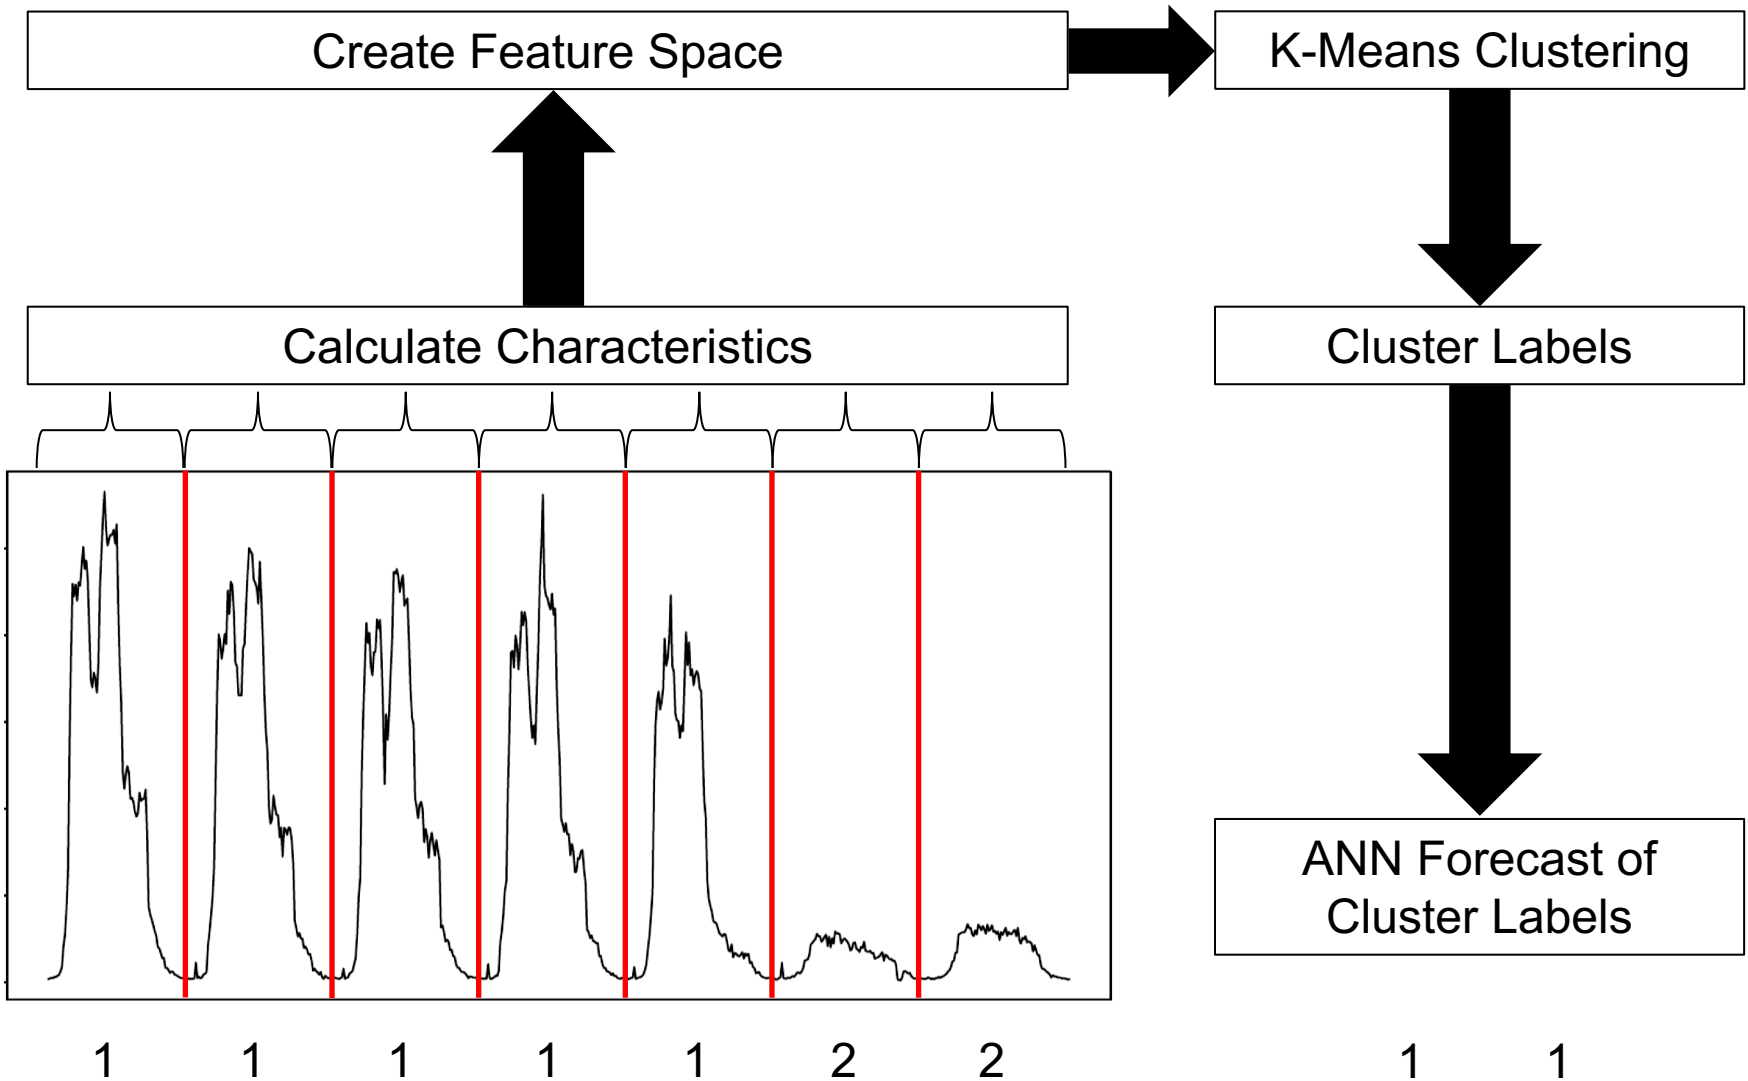 Create Feature Space
K-Means Clustering
Calculate Characteristics
Cluster Labels
ANN Forecast of
Cluster Labels
1 1 1 1 1 2 2 1 1